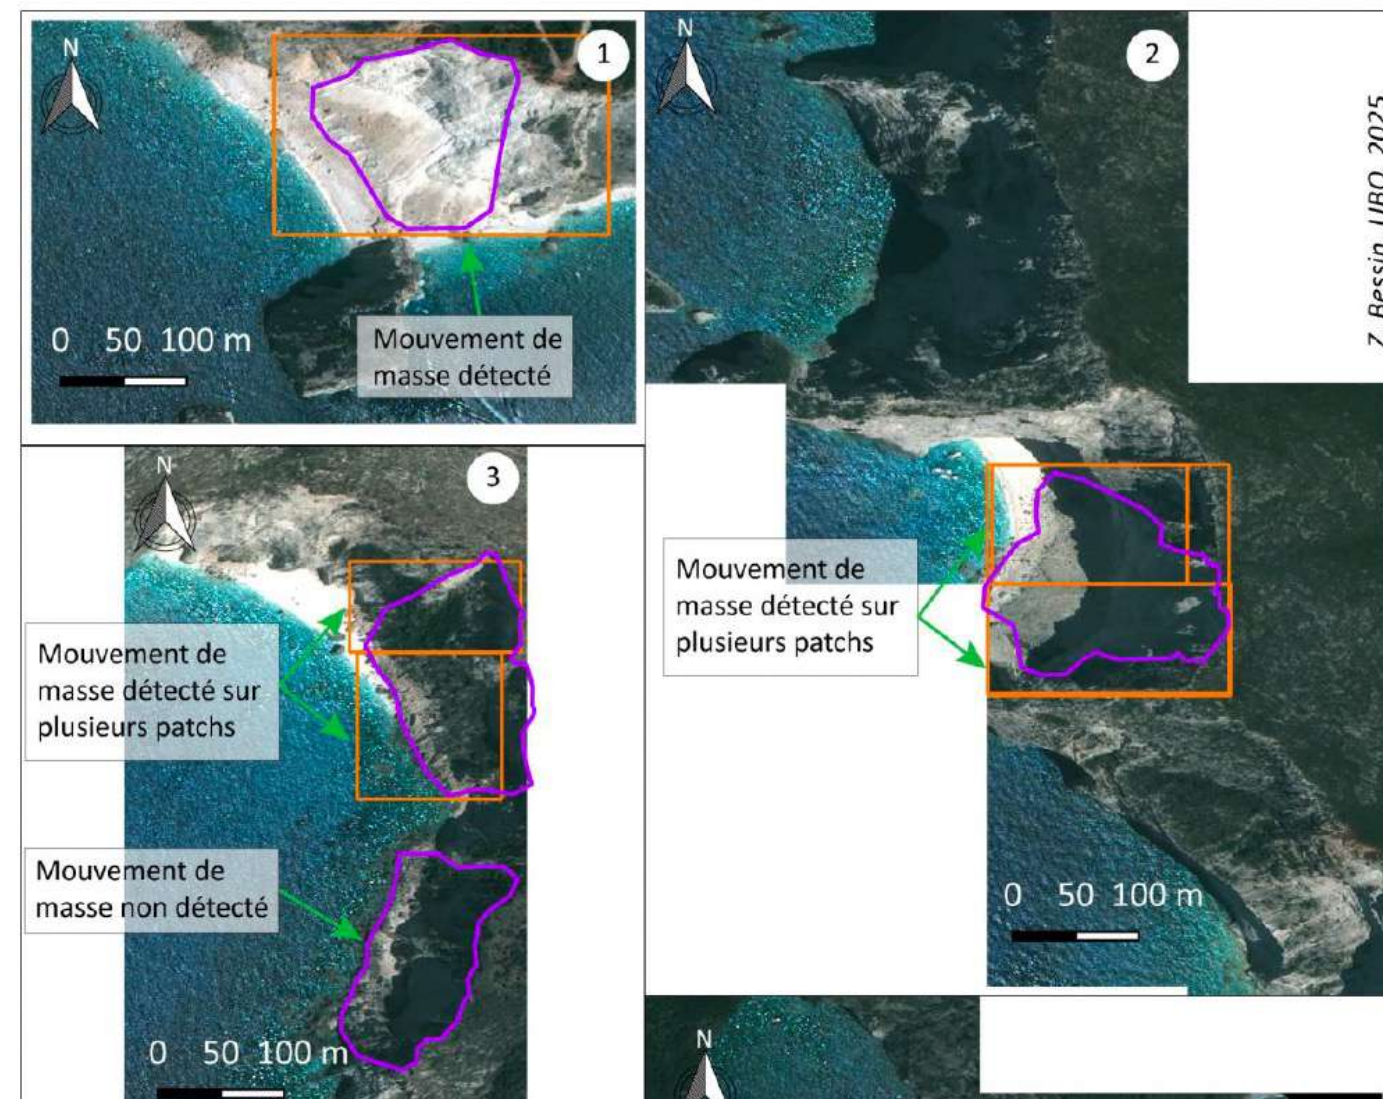 N
1
0 50 100 m
Mouvement de
masse détecté
N
2
Z. Bessin, UBO, 2025
Mouvement de
masse détecté sur
plusieurs patchs
0 50 100 m
N
3
Mouvement de
masse détecté sur
plusieurs patchs
Mouvement de
masse non détecté
0 50 100 m
N